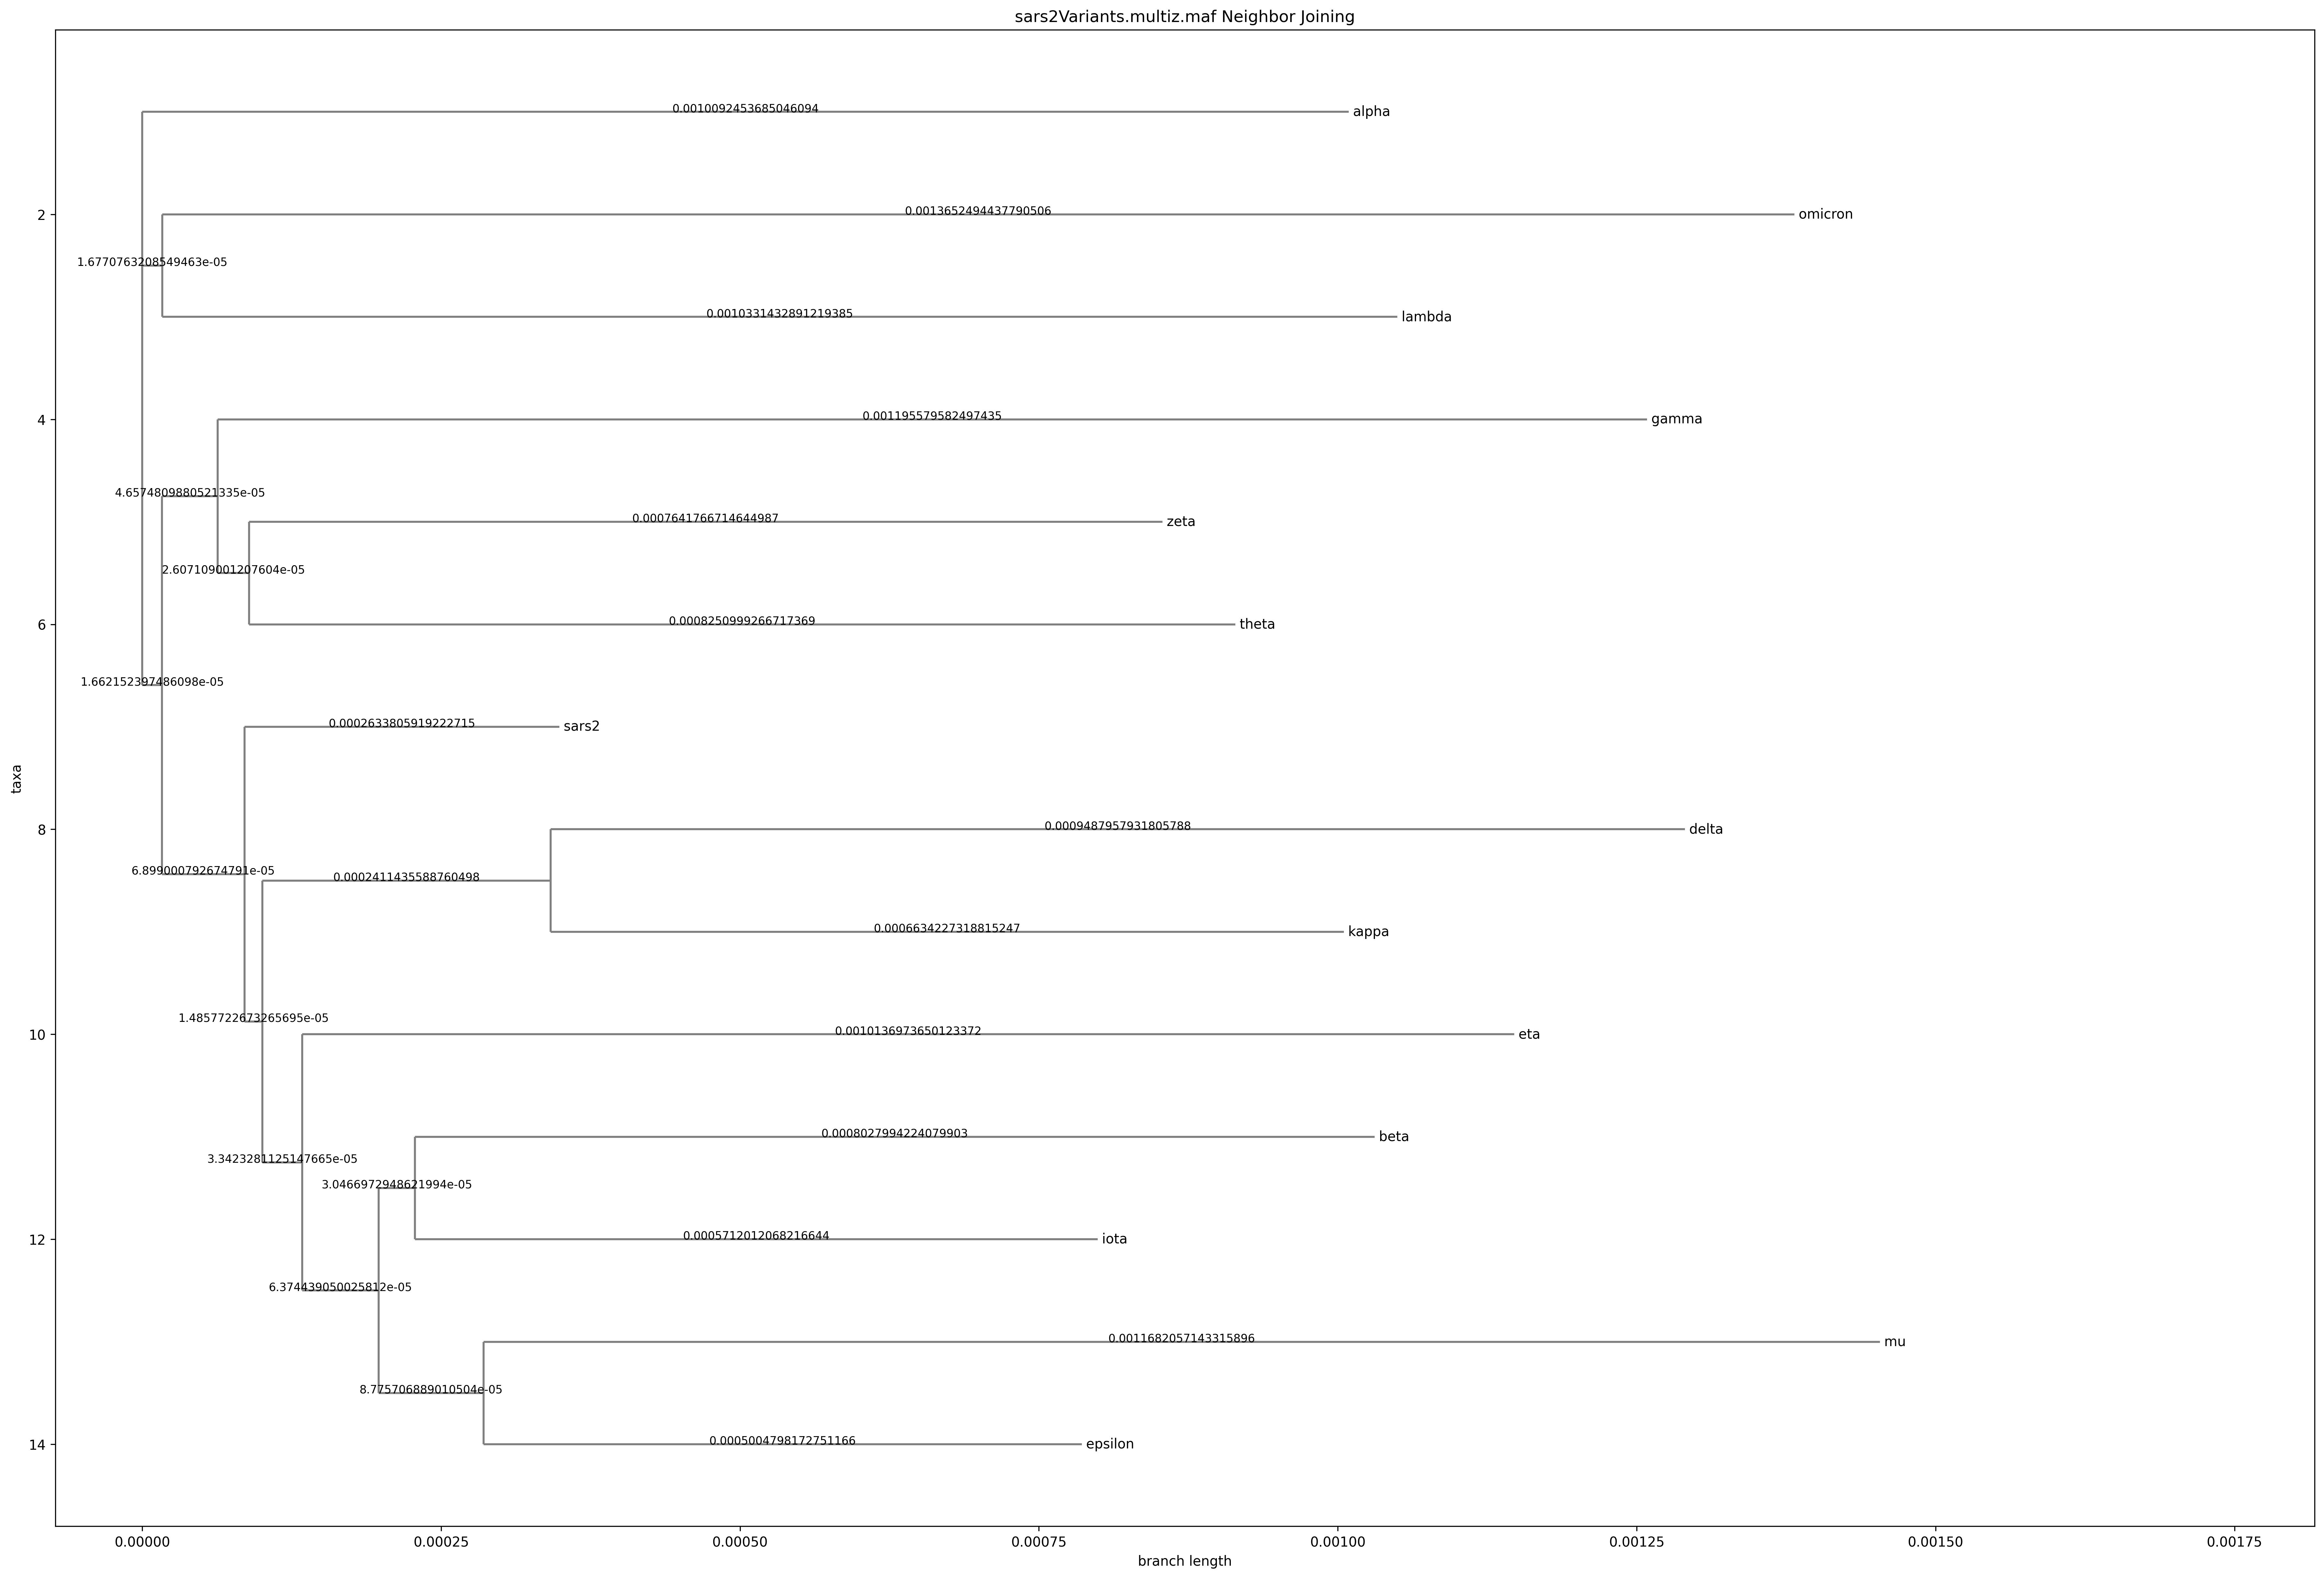 sars2Variants.multiz.maf Neighbor Joining
0.0010092453685046094
alpha
0.0013652494437790506
omicron
2
1.6770763208549463e-05
0.0010331432891219385
lambda
0.001195579582497435
gamma
4
4.6574809880521335e-05
0.0007641766714644987
zeta
2.607109001207604e-05
0.0008250999266717369
theta
6
1.662152397486098e-05
0.0002633805919222715
sars2
taxa
0.0009487957931805788
delta
8
6.899000792674791e-05
0.0002411435588760498
0.0006634227318815247
kappa
1.4857722673265695e-05
0.0010136973650123372
eta
10
0.0008027994224079903
beta
3.3423281125147665e-05
3.0466972948621994e-05
0.0005712012068216644
iota
12
6.374439050025812e-05
0.0011682057143315896
mu
8.775706889010504e-05
0.0005004798172751166
epsilon
14
0.00000 0.00025 0.00050 0.00075 0.00100 0.00125 0.00150 0.00175
branch length